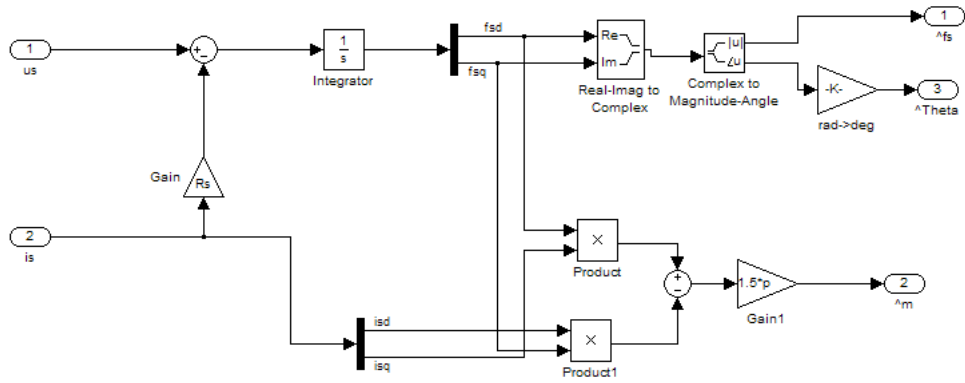 1
us
1
s
Integrator
fsd
fsq
Re
Im
Real-Imag to
Complex
|u|
∠u
Complex to
Magnitude-Angle
1
^fs
-K-
rad->deg
3
^Theta
Gain
Rs
2
is
×
Product
isd
isq
×
Product1
1.5*p
Gain1
2
^m